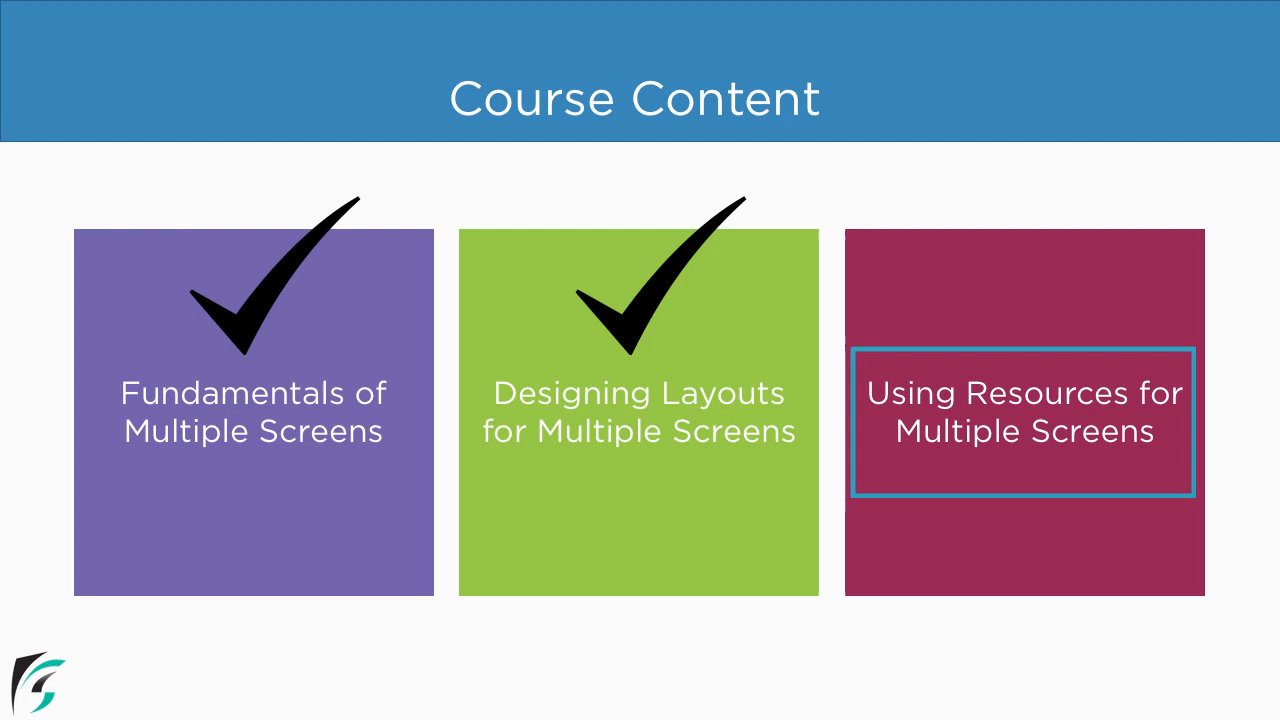 Course Content
Fundamentals of
Multiple Screens
Designing Layouts
for Multiple Screens
Using Resources for
Multiple Screens